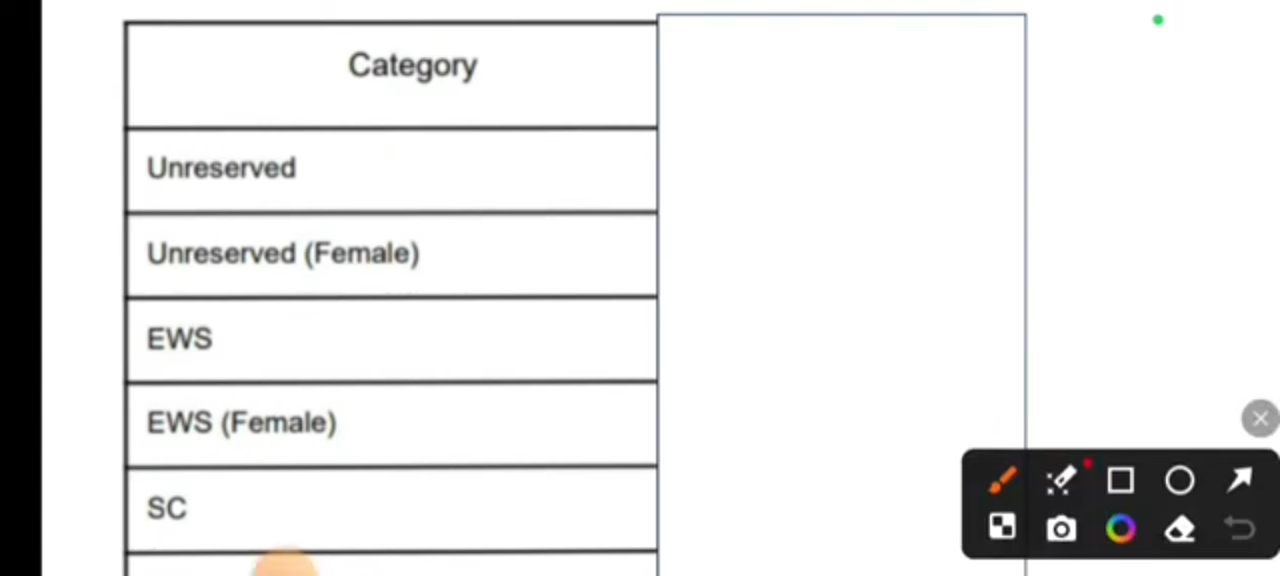 Category
Unreserved
Unreserved (Female)
EWS
EWS (Female)
SC